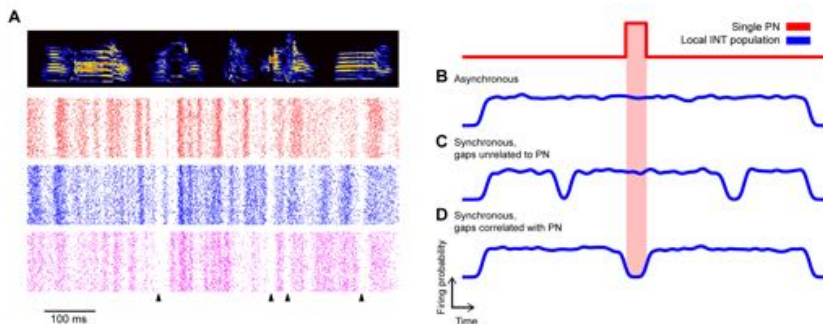 A
100 ms
Single PN
Local INT population
B Asynchronous
C Synchronous,
gaps unrelated to PN
D Synchronous,
gaps correlated with PN
Firing probability
Time